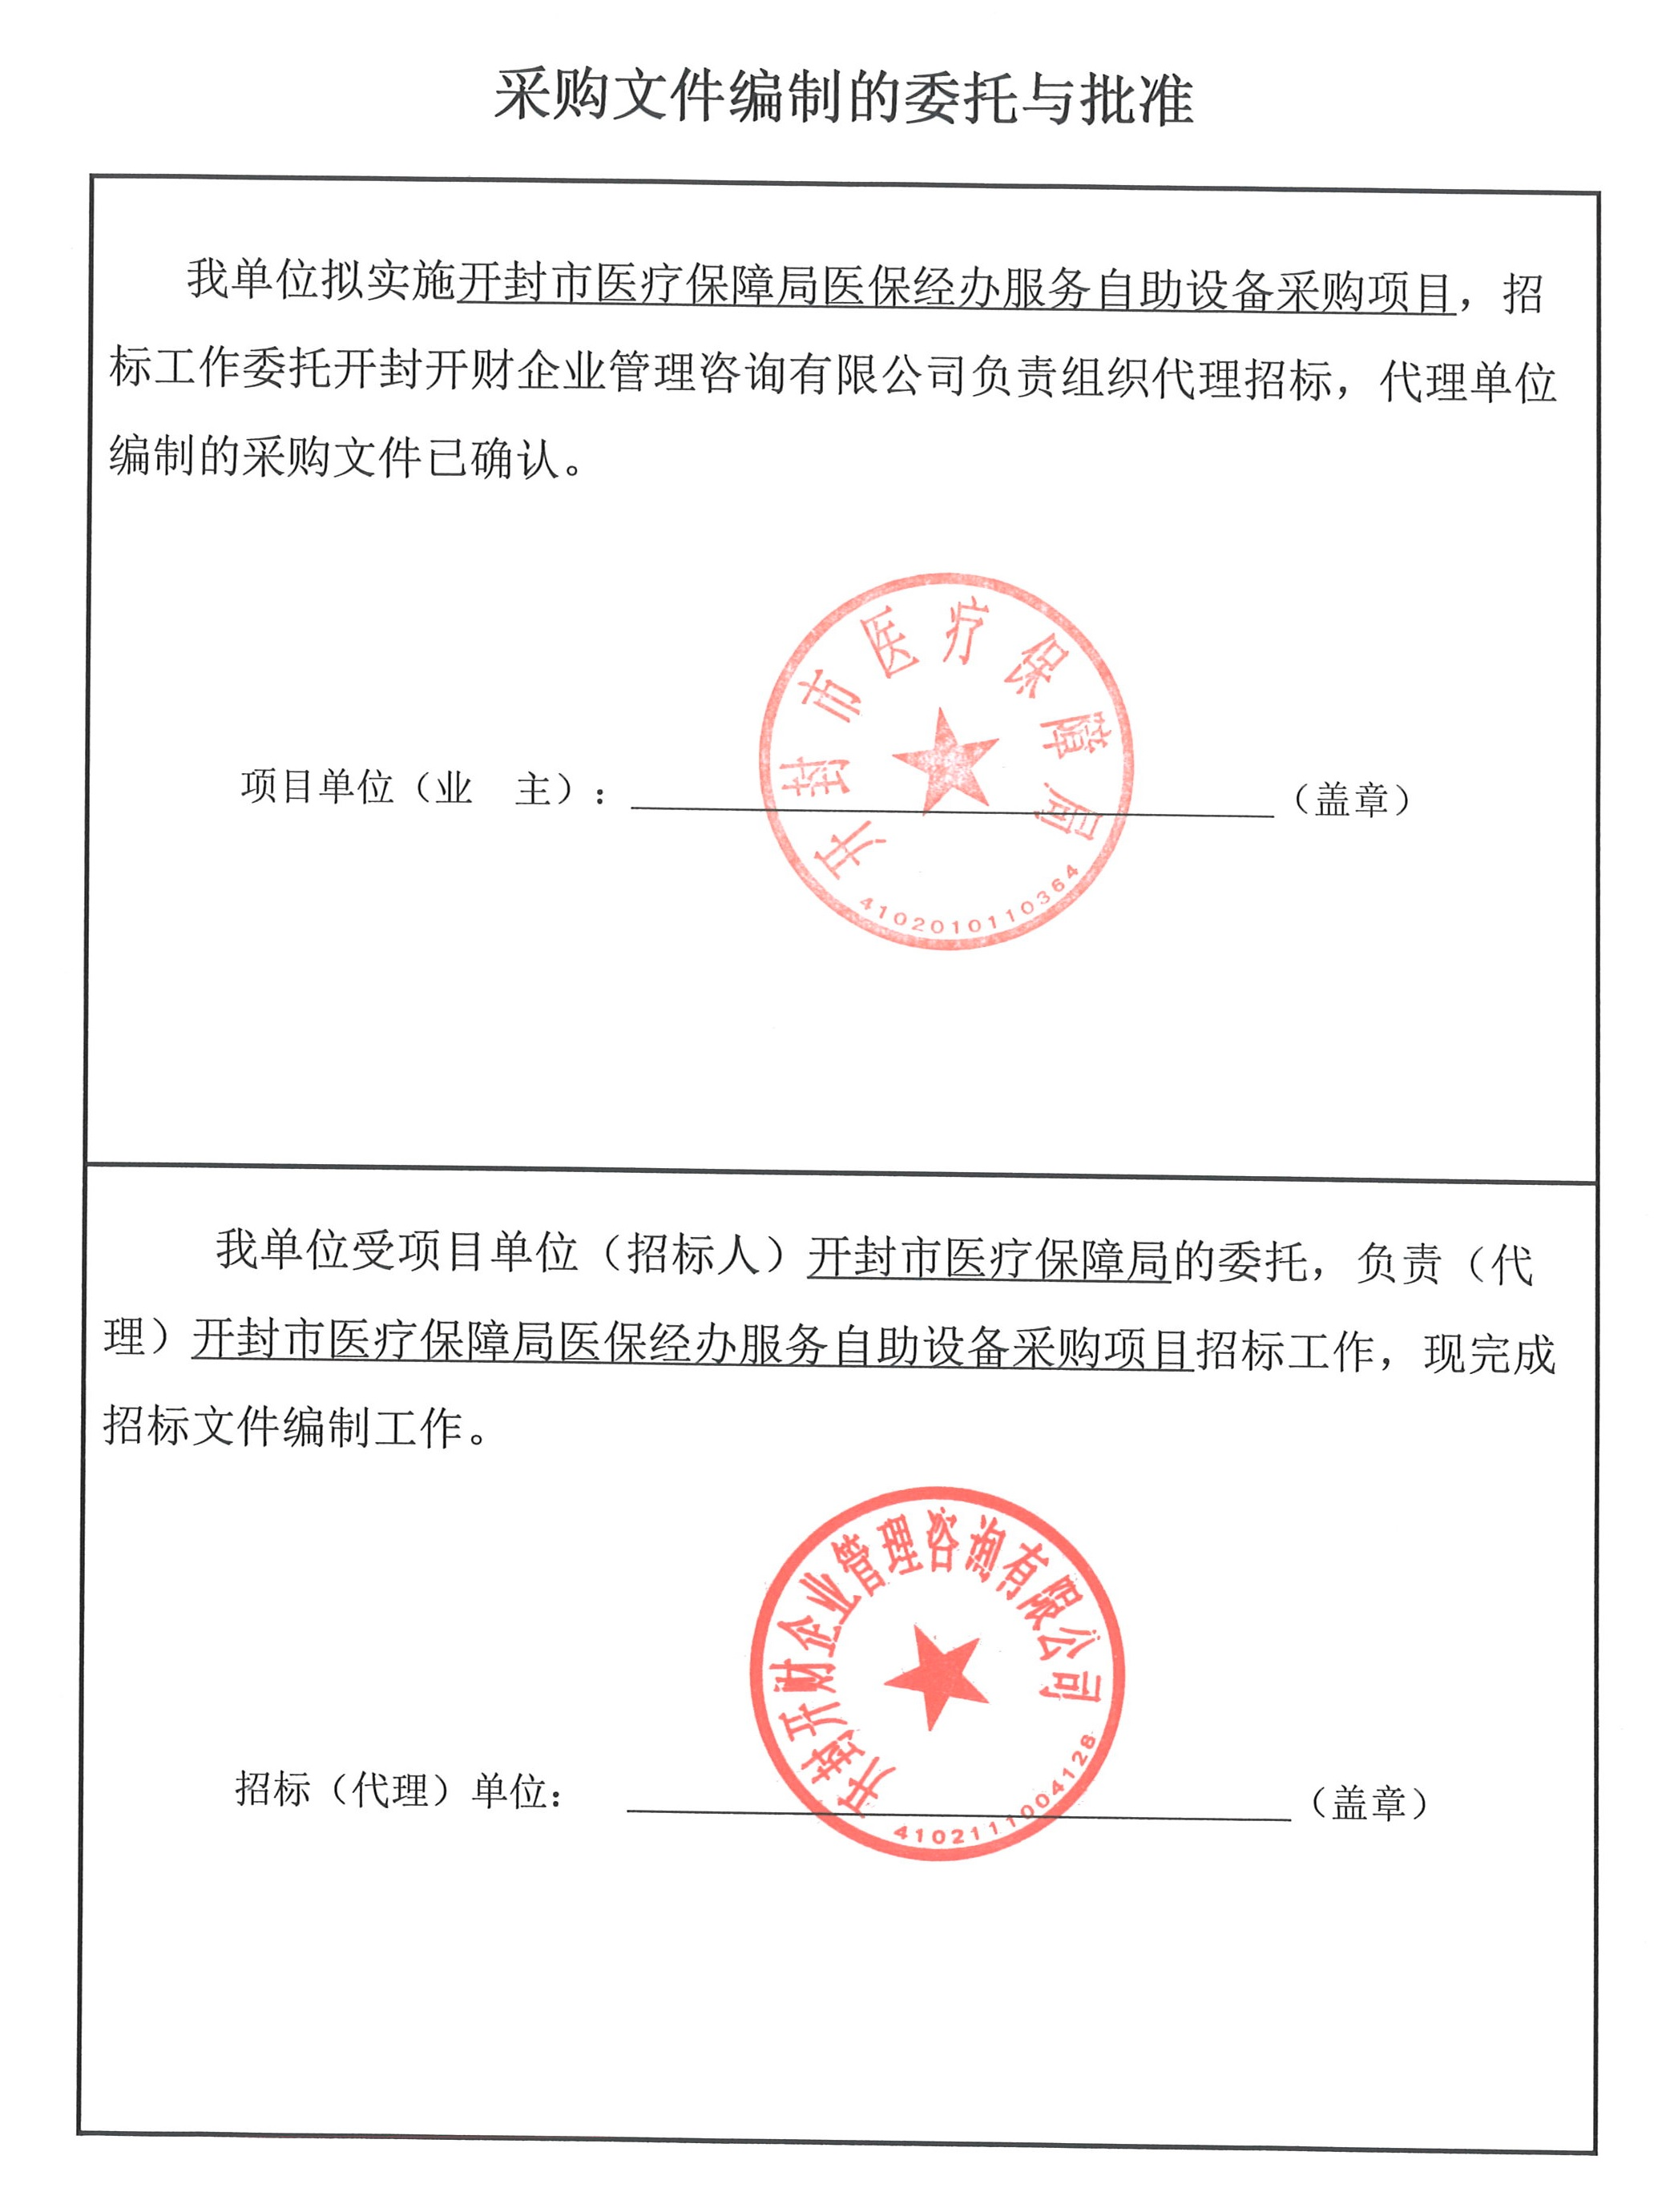 采购文件编制的委托与批准
我单位拟实施开封市医疗保障局医保经办服务自助设备采购项目，招
标工作委托开封开财企业管理咨询有限公司负责组织代理招标，代理单位
编制的采购文件已确认。
开封市医疗保障局
项目单位（业 主）：（盖章）
4102010110364
我单位受项目单位（招标人）开封市医疗保障局的委托，负责（代
理）开封市医疗保障局医保经办服务自助设备采购项目招标工作，现完成
招标文件编制工作。
开封开财企业管理咨询有限公司
招标（代理）单位：（盖章）
4102111004128